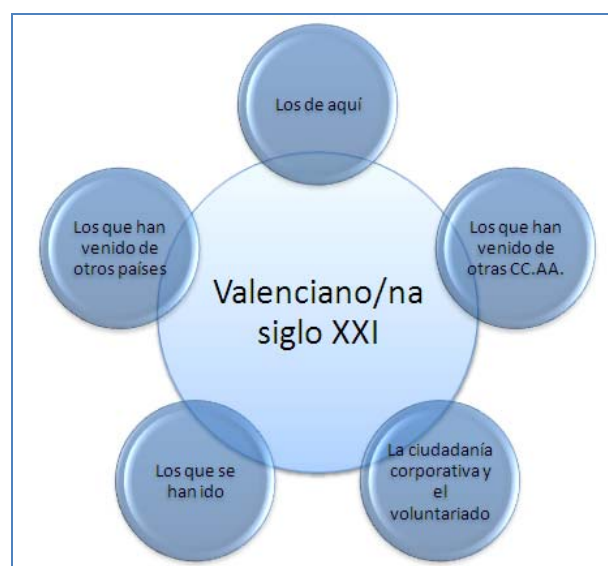 Los de aquí
Los que han
venido de
otros países
Los que han
venido de
otras CC.AA.
Valenciano/na
siglo XXI
Los que se
han ido
La ciudadanía
corporativa y
el
voluntariado